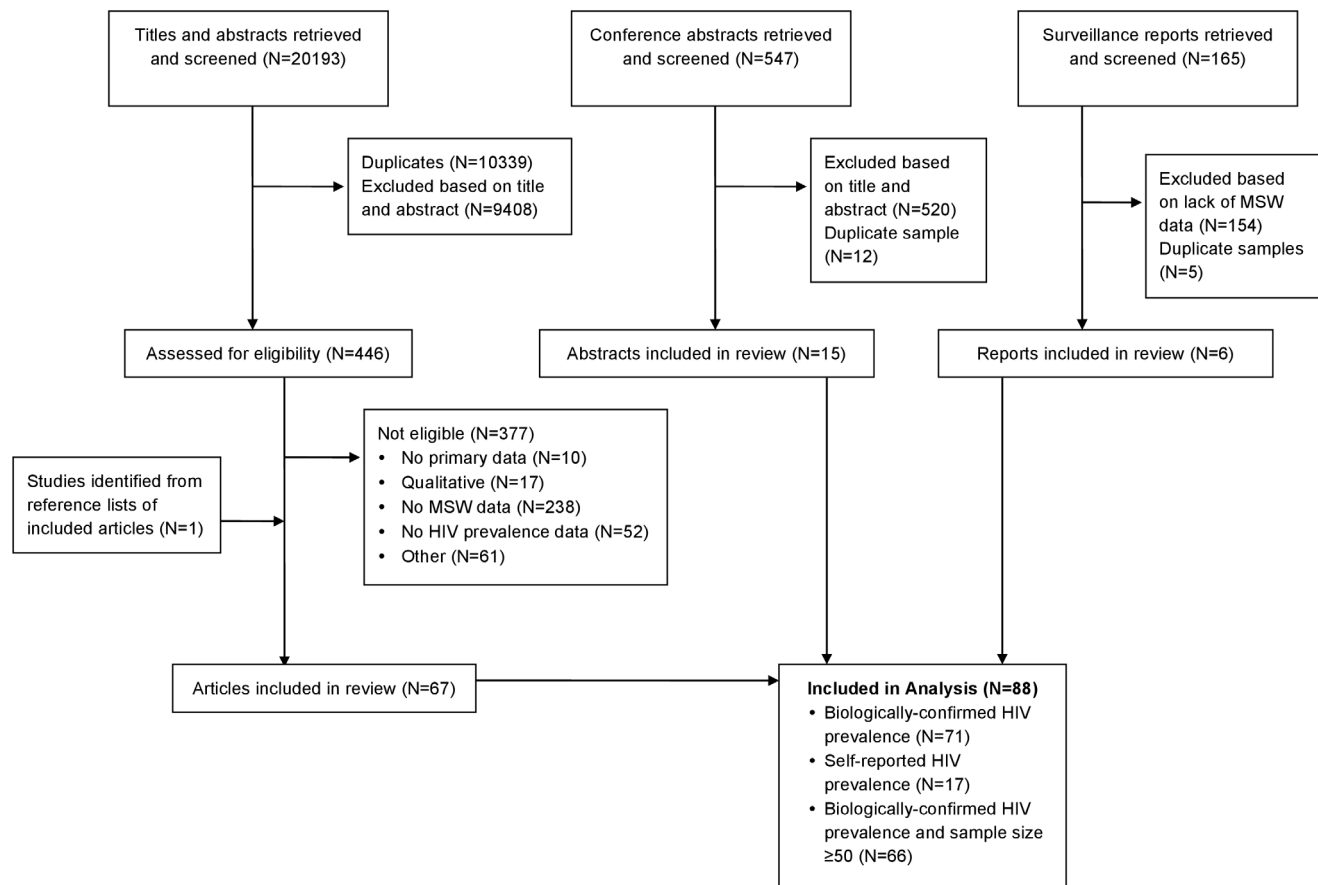 Titles and abstracts retrieved
and screened (N=20193)
Conference abstracts retrieved
and screened (N=547)
Surveillance reports retrieved
and screened (N=165)
Duplicates (N=10339)
Excluded based on title
and abstract (N=9408)
Excluded based
on title and
abstract (N=520)
Duplicate sample
(N=12)
Excluded based
on lack of MSW
data (N=154)
Duplicate samples
(N=5)
Assessed for eligibility (N=446)
Abstracts included in review (N=15)
Reports included in review (N=6)
Not eligible (N=377)
• No primary data (N=10)
• Qualitative (N=17)
• No MSW data (N=238)
• No HIV prevalence data (N=52)
• Other (N=61)
Studies identified from
reference lists of
included articles (N=1)
Articles included in review (N=67)
Included in Analysis (N=88)
• Biologically-confirmed HIV
prevalence (N=71)
• Self-reported HIV
prevalence (N=17)
• Biologically-confirmed HIV
prevalence and sample size
≥50 (N=66)